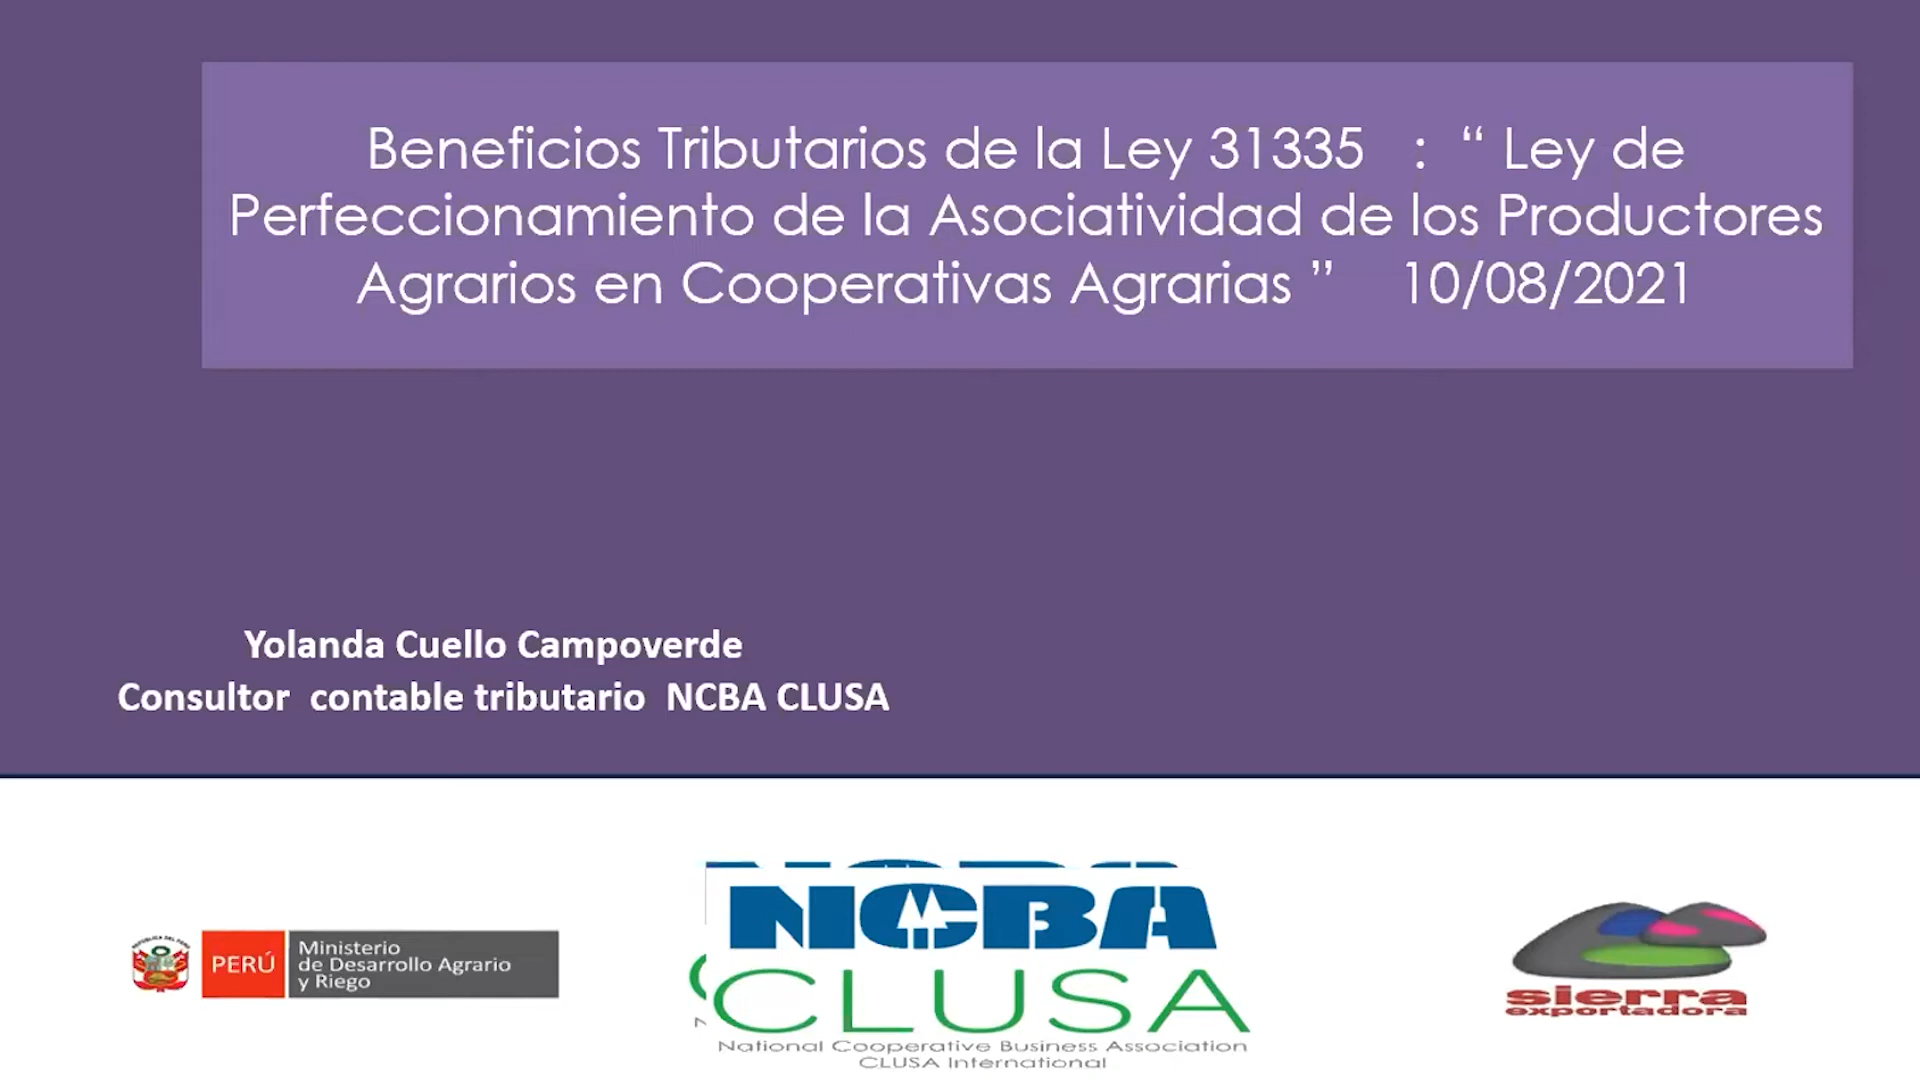 Beneficios Tributarios de la Ley 31335 : “ Ley de
Perfeccionamiento de la Asociatividad de los Productores
Agrarios en Cooperativas Agrarias ” 10/08/2021
Yolanda Cuello Campoverde
Consultor contable tributario NCBA CLUSA
PERÚ
Ministerio
de Desarrollo Agrario
y Riego
NCBA
CLUSA
National Cooperative Business Association
CLUSA International
sierra
exportadora